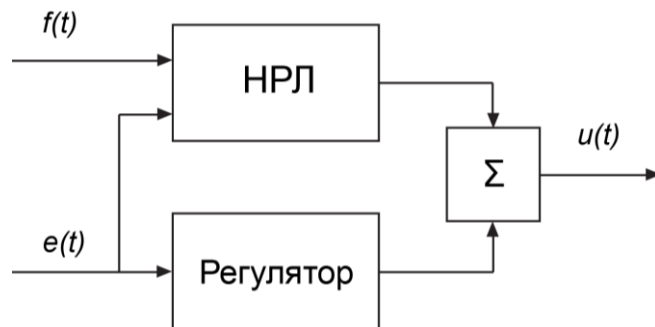 f(t)
НРЛ
u(t)
Σ
e(t)
Регулятор